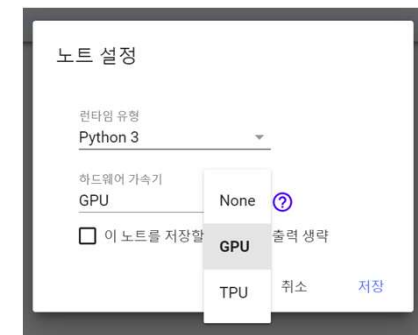 노트 설정
런타임 유형
Python 3
하드웨어 가속기
GPU
None
GPU
TPU
이 노트를 저장할 출력 생략
취소 저장